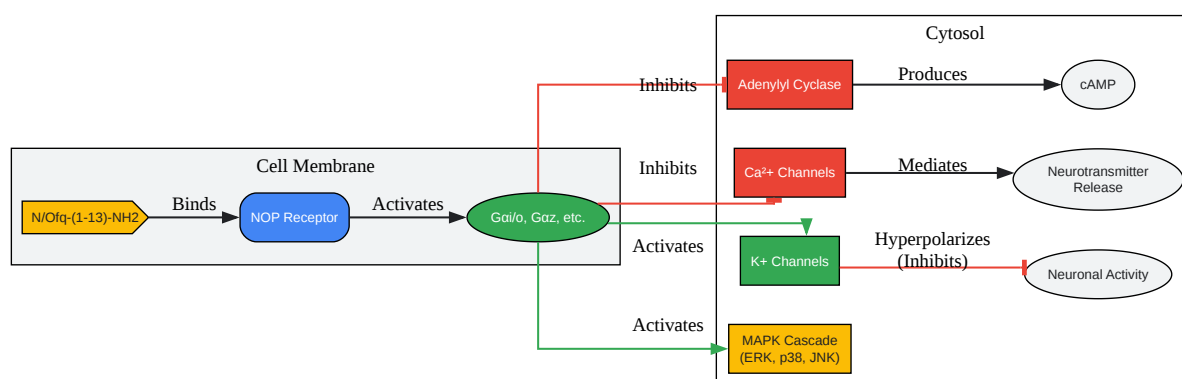 Cytosol
Inhibits
Adenylyl Cyclase
Produces
cAMP
Cell Membrane
Inhibits
Ca²+ Channels
Mediates
Neurotransmitter
Release
N/Ofq-(1-13)-NH2
Binds
NOP Receptor
Activates
Gαi/o, Gαz, etc.
Activates
K+ Channels
Hyperpolarizes
(Inhibits)
Neuronal Activity
Activates
MAPK Cascade
(ERK, p38, JNK)